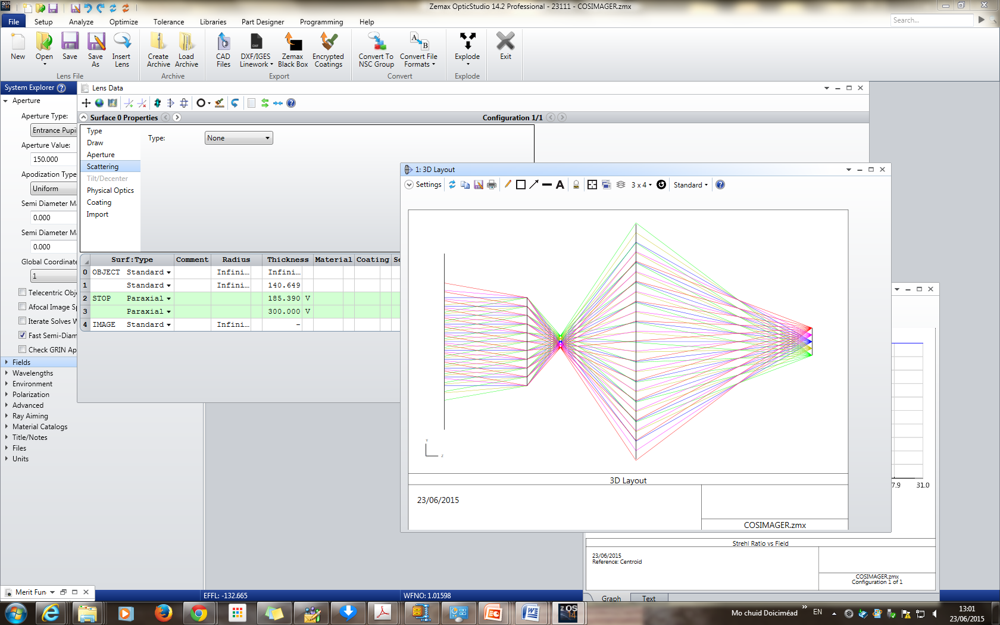 Zemax OpticStudio 14.2 Professional - 23111 - COSIMAGER.zmx
File Setup Analyze Optimize Tolerance Libraries Part Designer Programming Help
Search...
New Open Save Save As Insert Lens
Lens File
Create Archive Load Archive
Archive
CAD Files DXF/IGES Linework Zemax Black Box Encrypted Coatings
Export
Convert To NSC Group Convert File Formats
Convert
Explode
Explode
Exit
System Explorer
Aperture
Aperture Type:
Entrance Pupi
Aperture Value:
150.000
Apodization Type
Uniform
Semi Diameter M
0.000
Semi Diameter M
0.000
Global Coordinate
1
Telecentric Obj
Afocal Image Sp
Iterate Solves W
Fast Semi-Diam
Check GRIN Ap
Fields
Wavelengths
Environment
Polarization
Advanced
Ray Aiming
Material Catalogs
Title/Notes
Files
Units
Lens Data
Surface 0 Properties
Configuration 1/1
Type
Draw
Aperture
Scattering
Tilt/Decenter
Physical Optics
Coating
Import
Type: None
Surf:Type Comment Radius Thickness Material Coating Se
0 OBJECT Standard Infini... Infini...
1 Standard Infini... 140.649
2 STOP Paraxial 185.390 V
3 Paraxial 300.000 V
4 IMAGE Standard Infini... -
1: 3D Layout
Settings 3 x 4 Standard
Y
Z
3D Layout
23/06/2015
COSIMAGER.zmx
7.9 31.0
Strehl Ratio vs Field
23/06/2015
Reference: Centroid
COSIMAGER.zmx
Configuration 1 of 1
Graph Text
Merit Fun
EFFL: -132.665
WFNO: 1.01598
Mo chuid Doiciméad
EN
13:01
23/06/2015